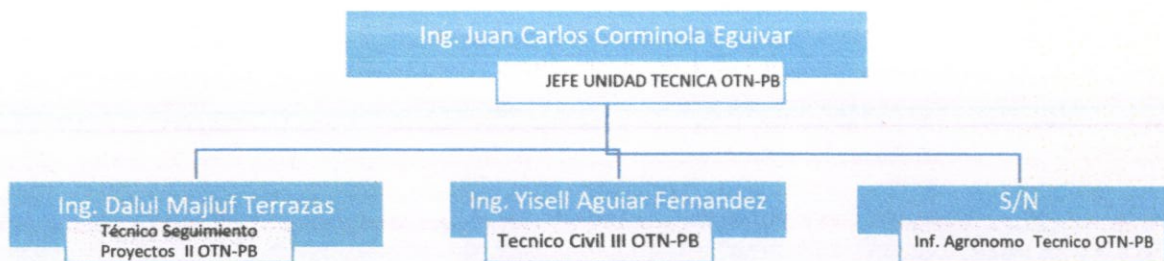 Ing. Juan Carlos Corminola Eguivar
JEFE UNIDAD TECNICA OTN-PB
Ing. Dalul Majluf Terrazas
Técnico Seguimiento
Proyectos II OTN-PB
Ing. Yisell Aguiar Fernandez
Tecnico Civil III OTN-PB
S/N
Inf. Agronomo Tecnico OTN-PB